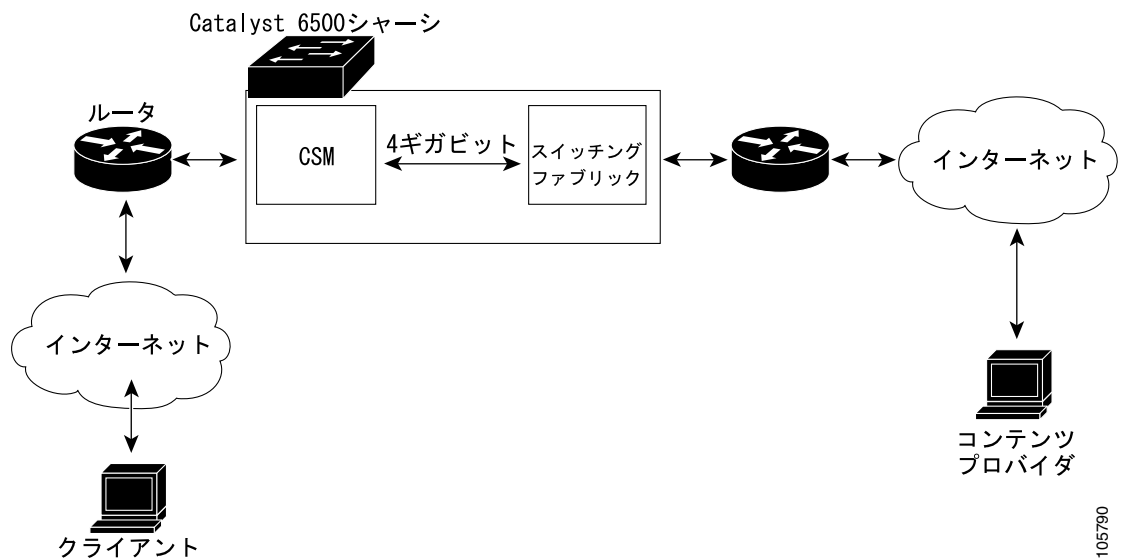 Catalyst 6500シャーシ
ルータ
CSM
4ギガビット
スイッチング
ファブリック
インターネット
インターネット
コンテンツ
プロバイダ
クライアント
105790